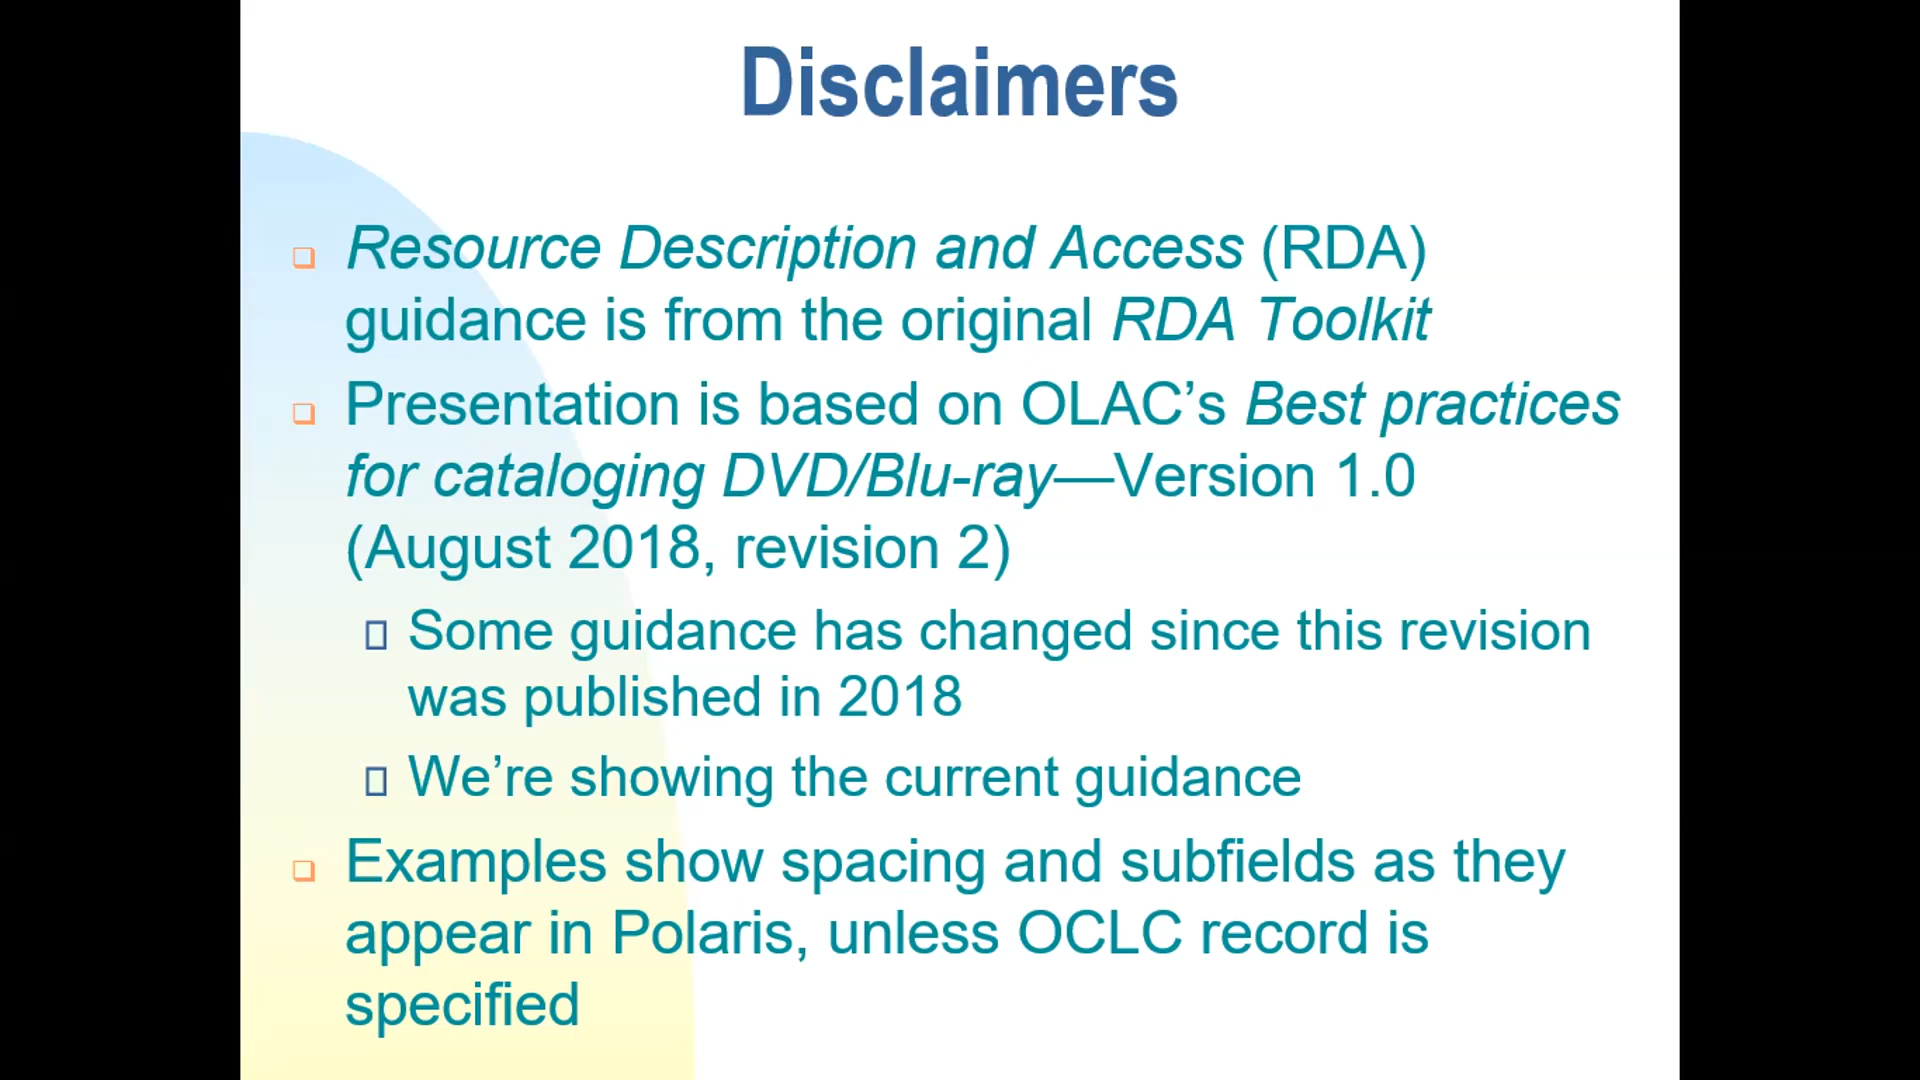 Disclaimers
Resource Description and Access (RDA)
guidance is from the original RDA Toolkit
Presentation is based on OLAC’s Best practices
for cataloging DVD/Blu-ray—Version 1.0
(August 2018, revision 2)
Some guidance has changed since this revision
was published in 2018
We’re showing the current guidance
Examples show spacing and subfields as they
appear in Polaris, unless OCLC record is
specified